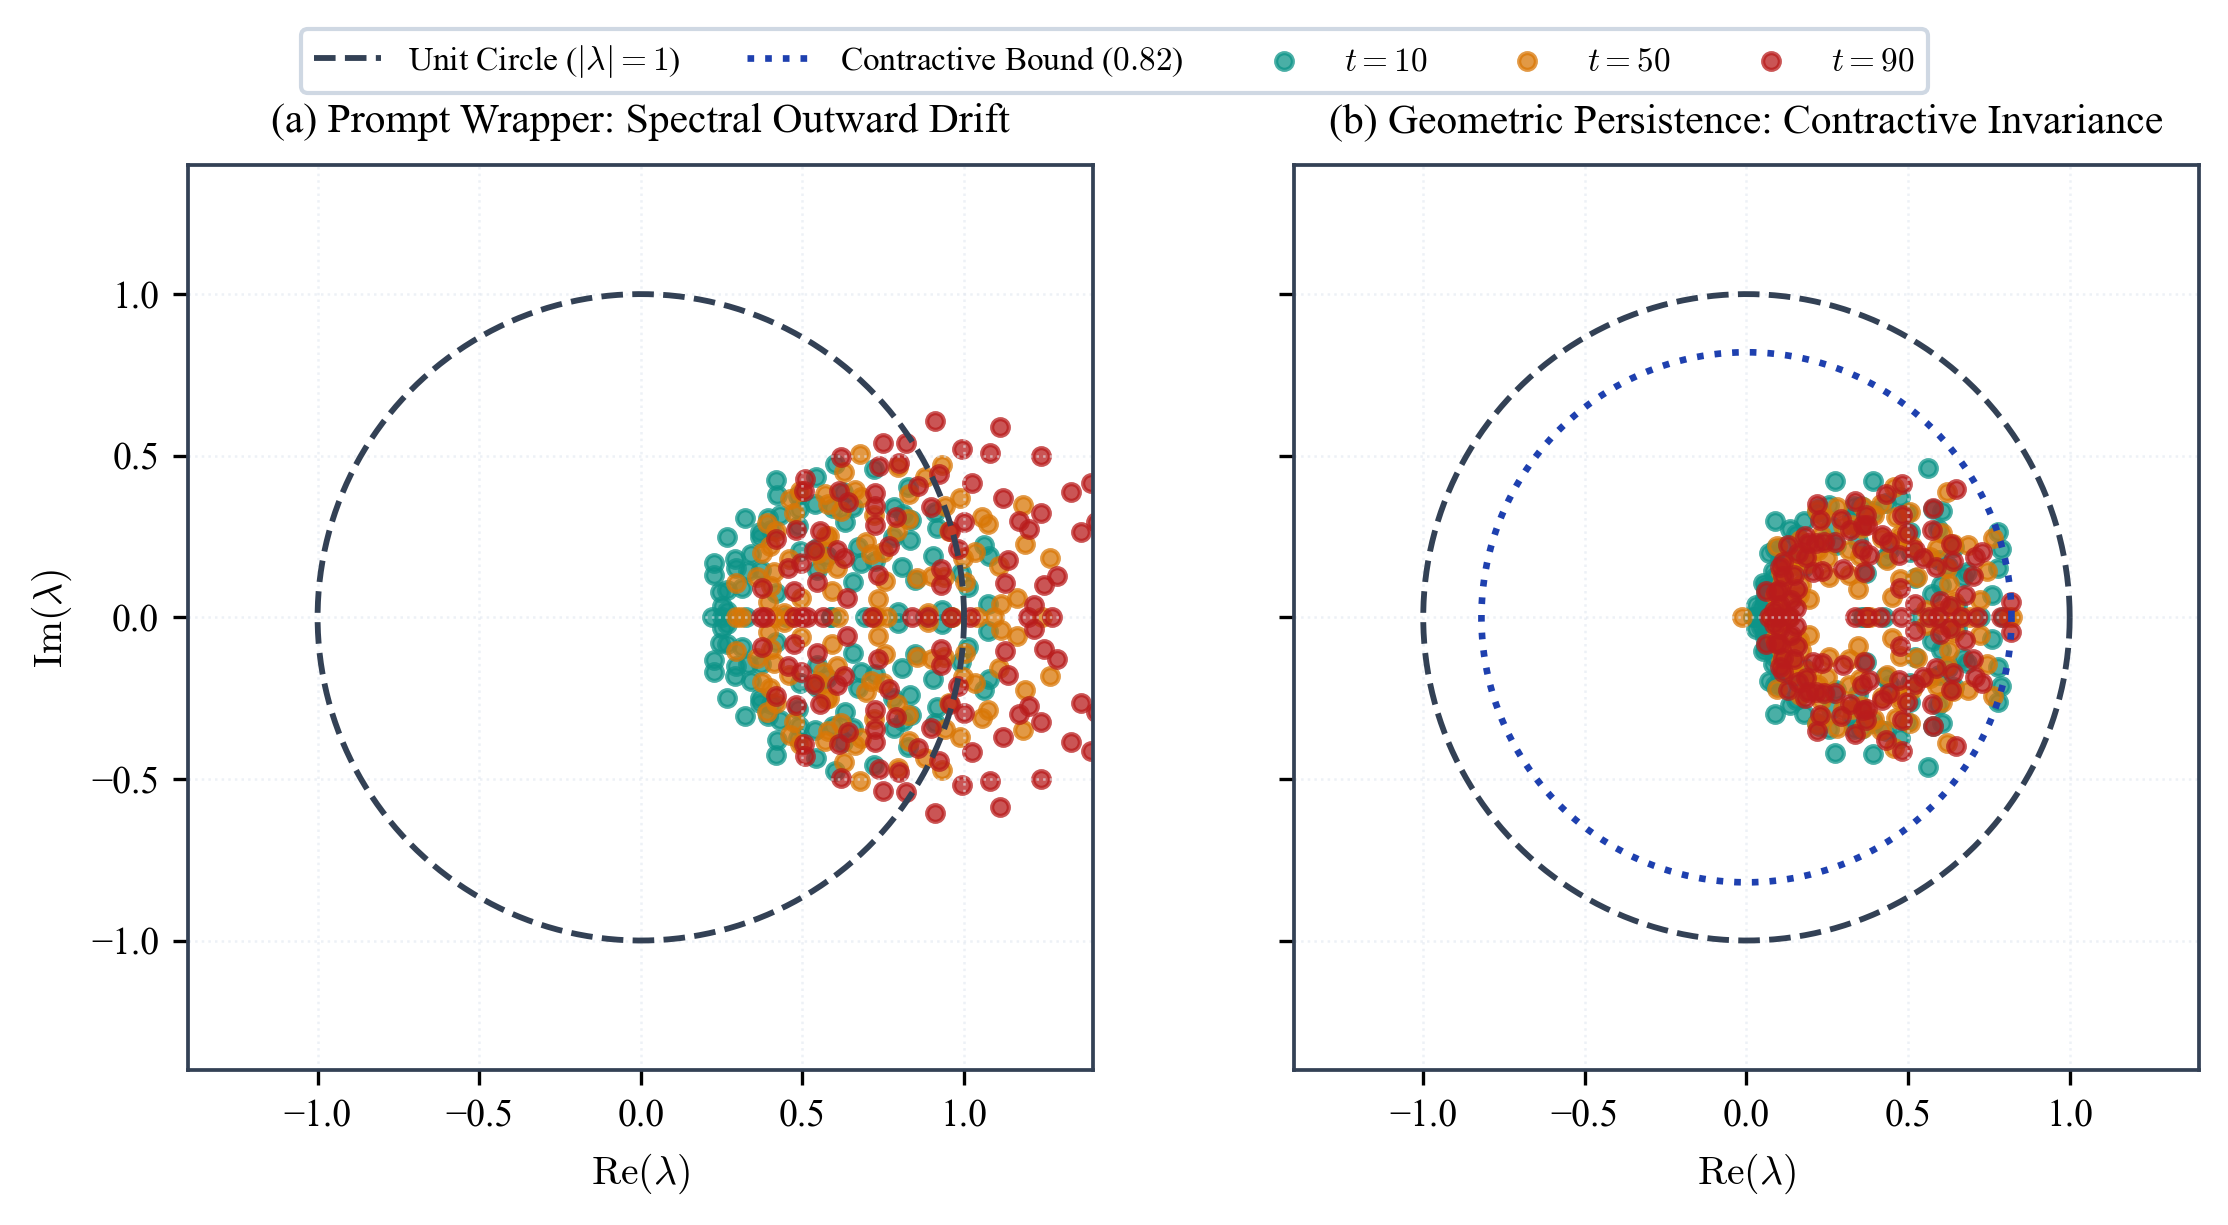 Unit Circle (|λ| = 1) Contractive Bound (0.82) t = 10 t = 50 t = 90
(a) Prompt Wrapper: Spectral Outward Drift
(b) Geometric Persistence: Contractive Invariance
Im(λ)
1.0
0.5
0.0
−0.5
−1.0
−1.0 −0.5 0.0 0.5 1.0
Re(λ)
−1.0 −0.5 0.0 0.5 1.0
Re(λ)